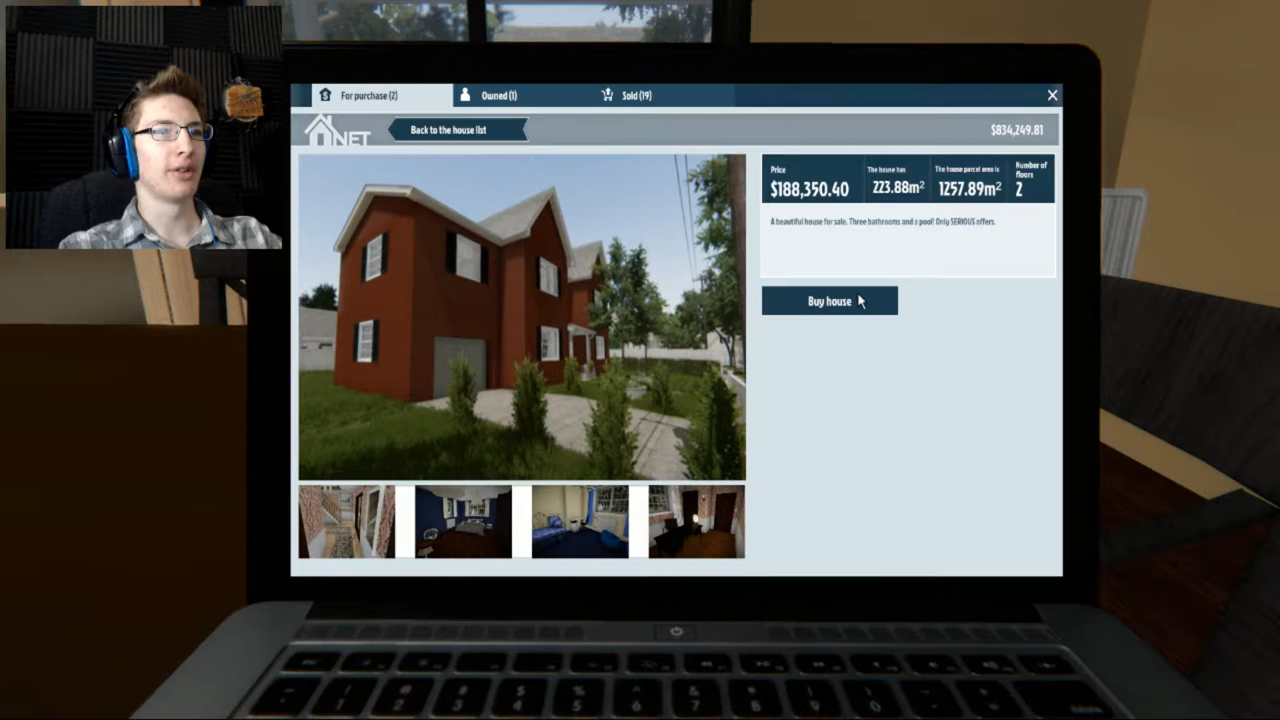 For purchase (2)
Owned (1)
Sold (19)
NET
Back to the house list
$834,249.81
Price
$188,350.40
The house has
223.88m²
The house parcel area is
1257.89m²
Number of
floors
2
A beautiful house for sale. Three bathrooms and a pool! Only SERIOUS offers.
Buy house